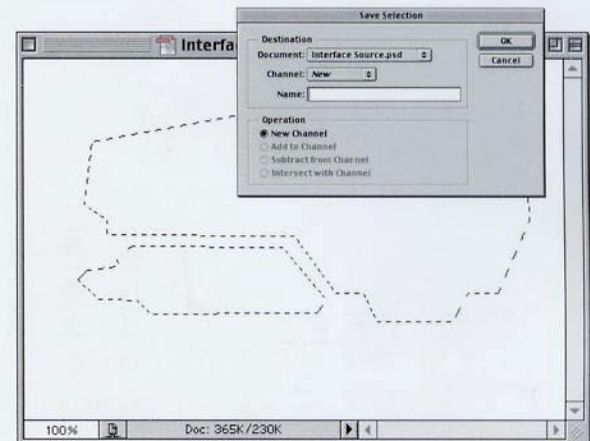 Save Selection
Interfa
Destination
Document: Interface Source.psd
Channel: New
Name:
OK
Cancel
Operation
New Channel
Add to Channel
Subtract from Channel
Intersect with Channel
100%
Doc: 365K/230K